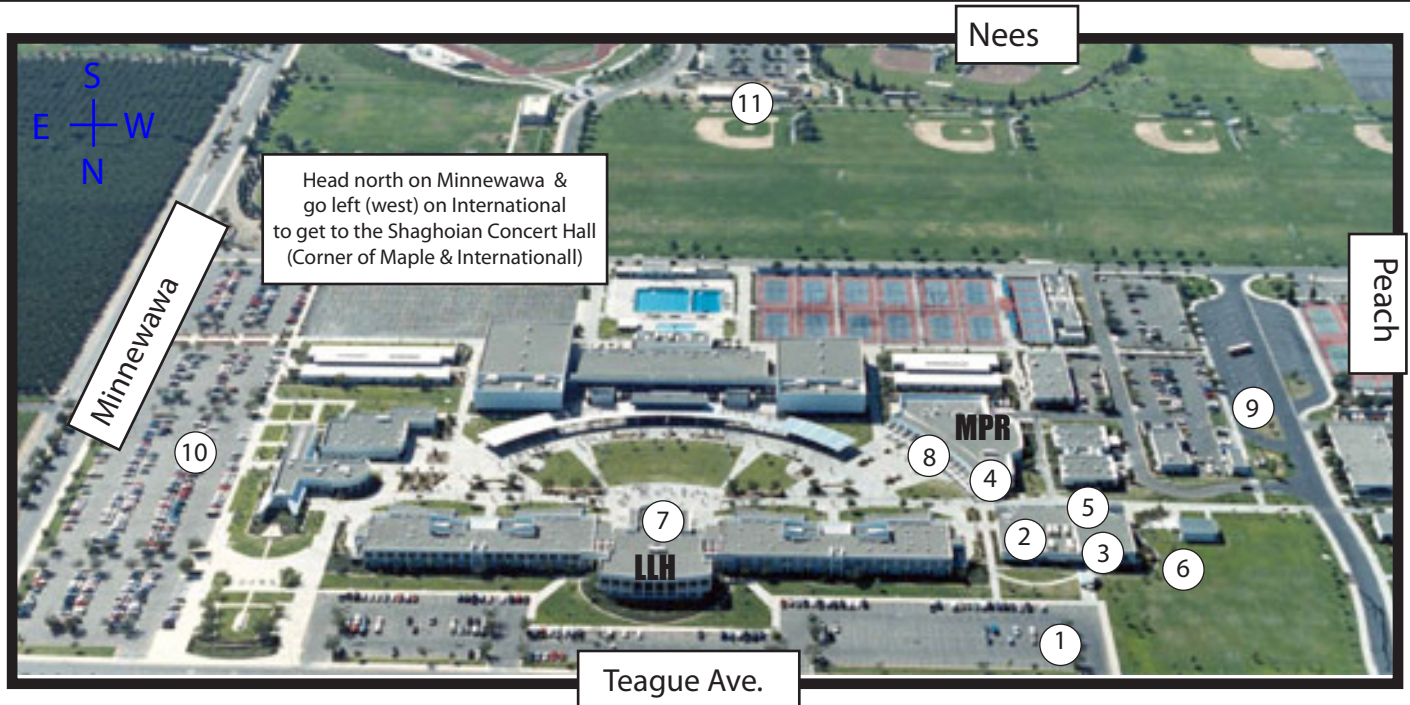 Nees
S
E W
N
11
Head north on Minnewawa &
go left (west) on International
to get to the Shaghoian Concert Hall
(Corner of Maple & Internationall)
Minnewawa
Peach
9
MPR
10
8
4
7
5
2
3
LLH
6
1
Teague Ave.